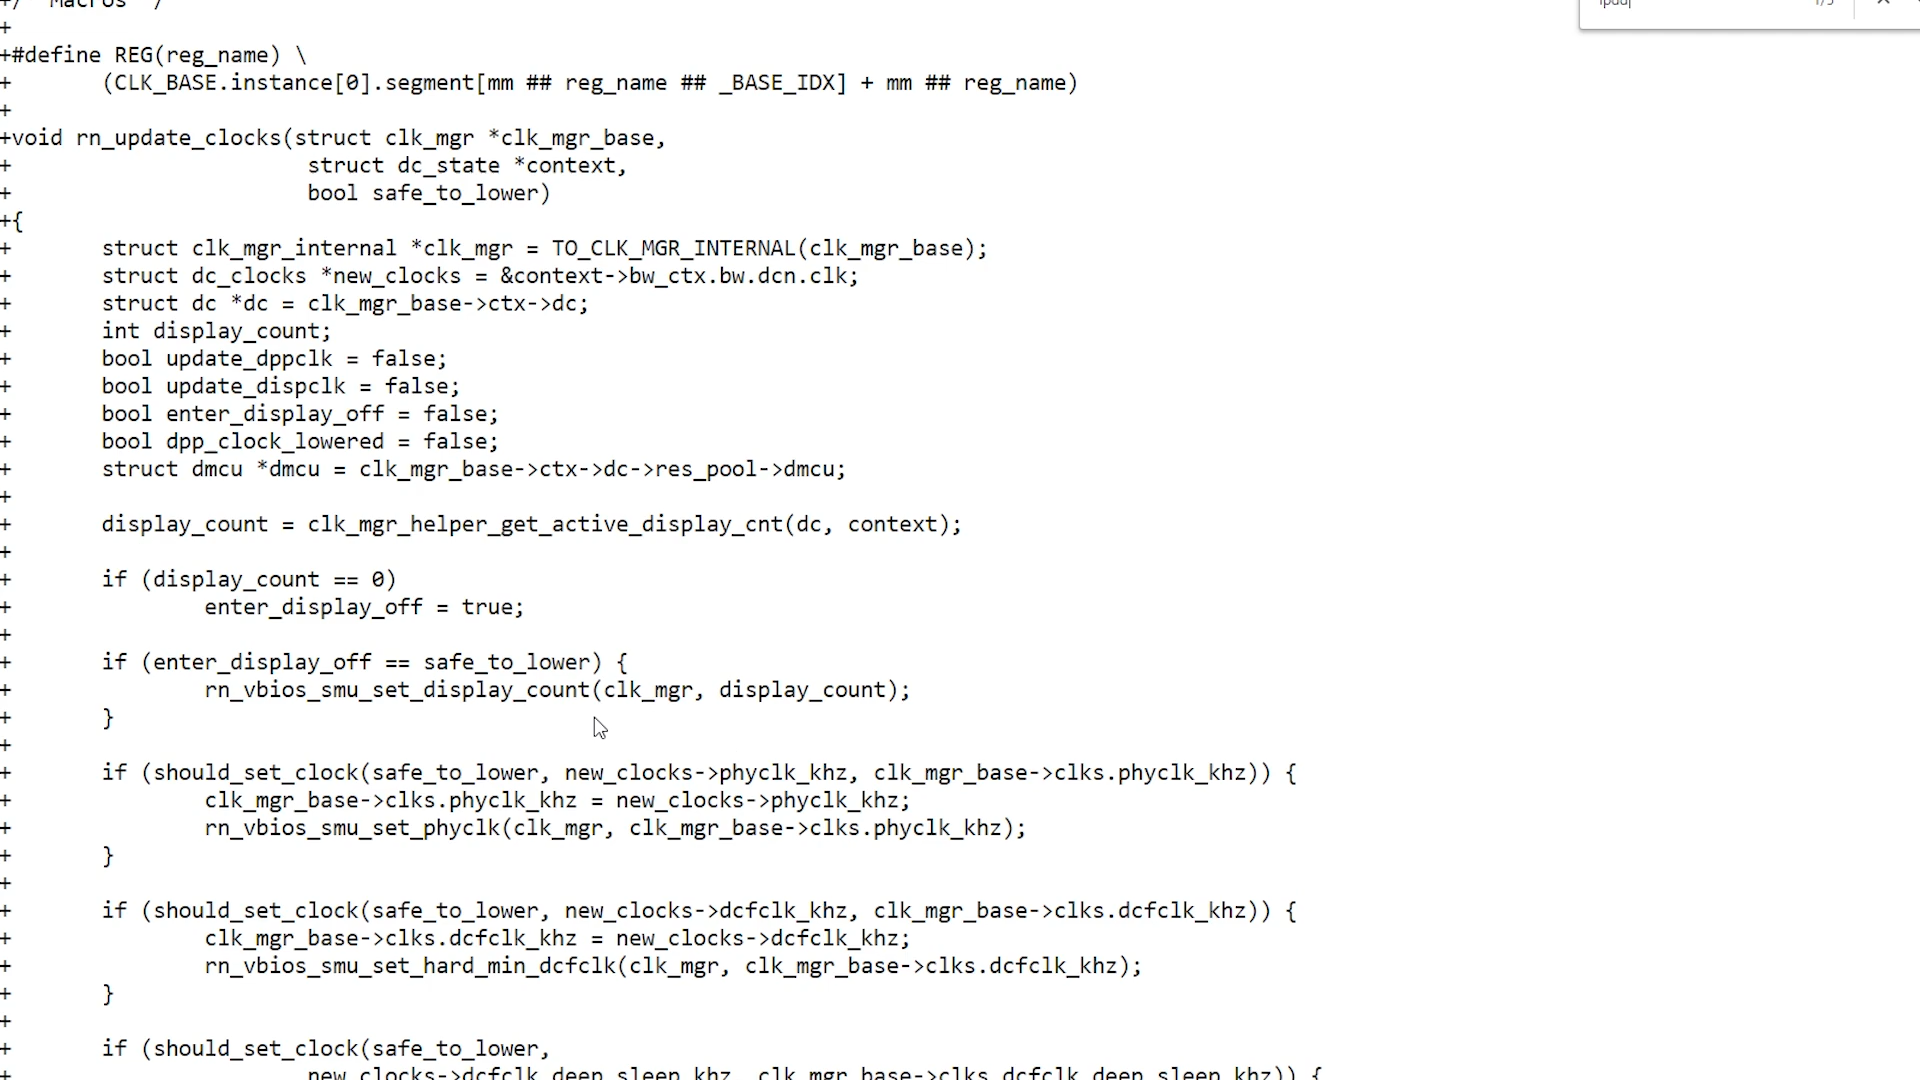 +/* Macros */
+
+#define REG(reg_name) \
+	(CLK_BASE.instance[0].segment[mm ## reg_name ## _BASE_IDX] + mm ## reg_name)
+
+void rn_update_clocks(struct clk_mgr *clk_mgr_base,
+			struct dc_state *context,
+			bool safe_to_lower)
+{
+	struct clk_mgr_internal *clk_mgr = TO_CLK_MGR_INTERNAL(clk_mgr_base);
+	struct dc_clocks *new_clocks = &context->bw_ctx.bw.dcn.clk;
+	struct dc *dc = clk_mgr_base->ctx->dc;
+	int display_count;
+	bool update_dppclk = false;
+	bool update_dispclk = false;
+	bool enter_display_off = false;
+	bool dpp_clock_lowered = false;
+	struct dmcu *dmcu = clk_mgr_base->ctx->dc->res_pool->dmcu;
+
+	display_count = clk_mgr_helper_get_active_display_cnt(dc, context);
+
+	if (display_count == 0)
+		enter_display_off = true;
+
+	if (enter_display_off == safe_to_lower) {
+		rn_vbios_smu_set_display_count(clk_mgr, display_count);
+	}
+
+	if (should_set_clock(safe_to_lower, new_clocks->phyclk_khz, clk_mgr_base->clks.phyclk_khz)) {
+		clk_mgr_base->clks.phyclk_khz = new_clocks->phyclk_khz;
+		rn_vbios_smu_set_phyclk(clk_mgr, clk_mgr_base->clks.phyclk_khz);
+	}
+
+	if (should_set_clock(safe_to_lower, new_clocks->dcfclk_khz, clk_mgr_base->clks.dcfclk_khz)) {
+		clk_mgr_base->clks.dcfclk_khz = new_clocks->dcfclk_khz;
+		rn_vbios_smu_set_hard_min_dcfclk(clk_mgr, clk_mgr_base->clks.dcfclk_khz);
+	}
+
+	if (should_set_clock(safe_to_lower,
+			new_clocks->dcfclk_deep_sleep_khz, clk_mgr_base->clks.dcfclk_deep_sleep_khz)) {